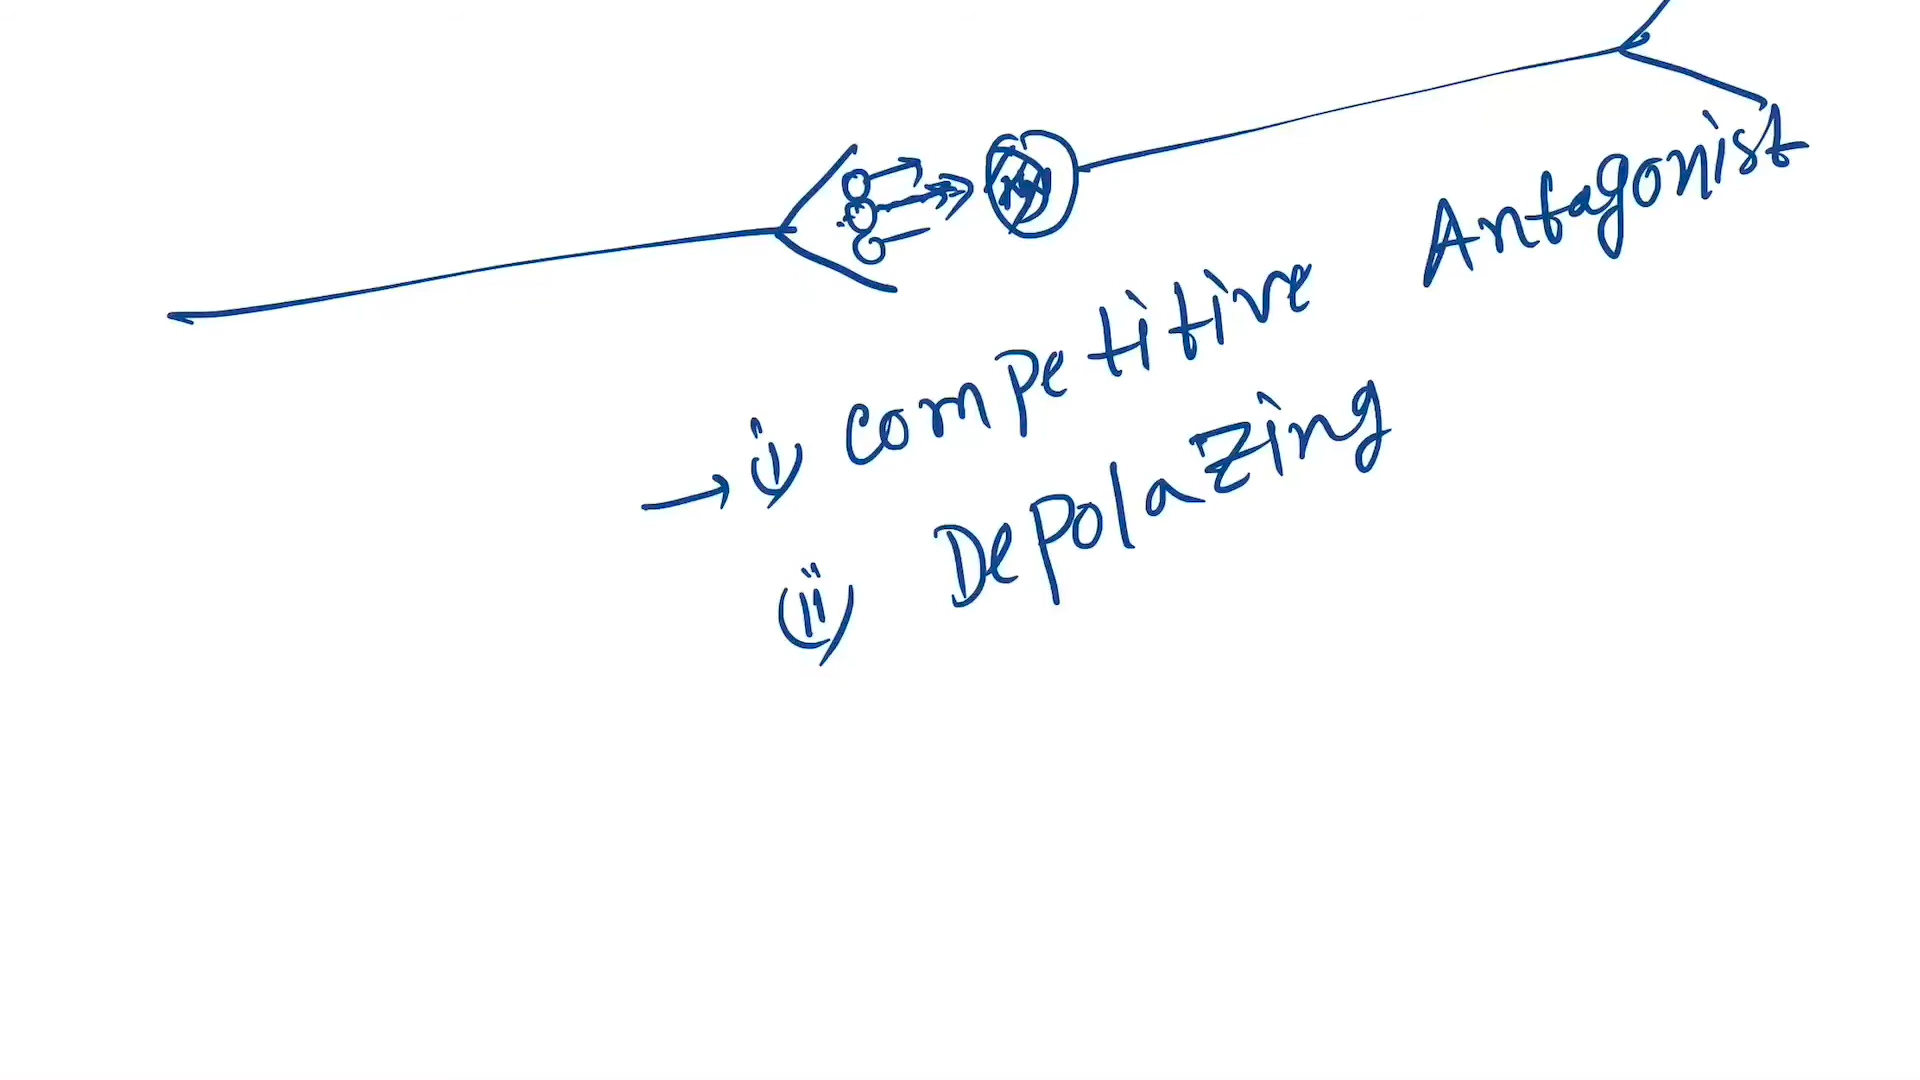 → (i) Competitive Antagonist
(ii) Depolazing